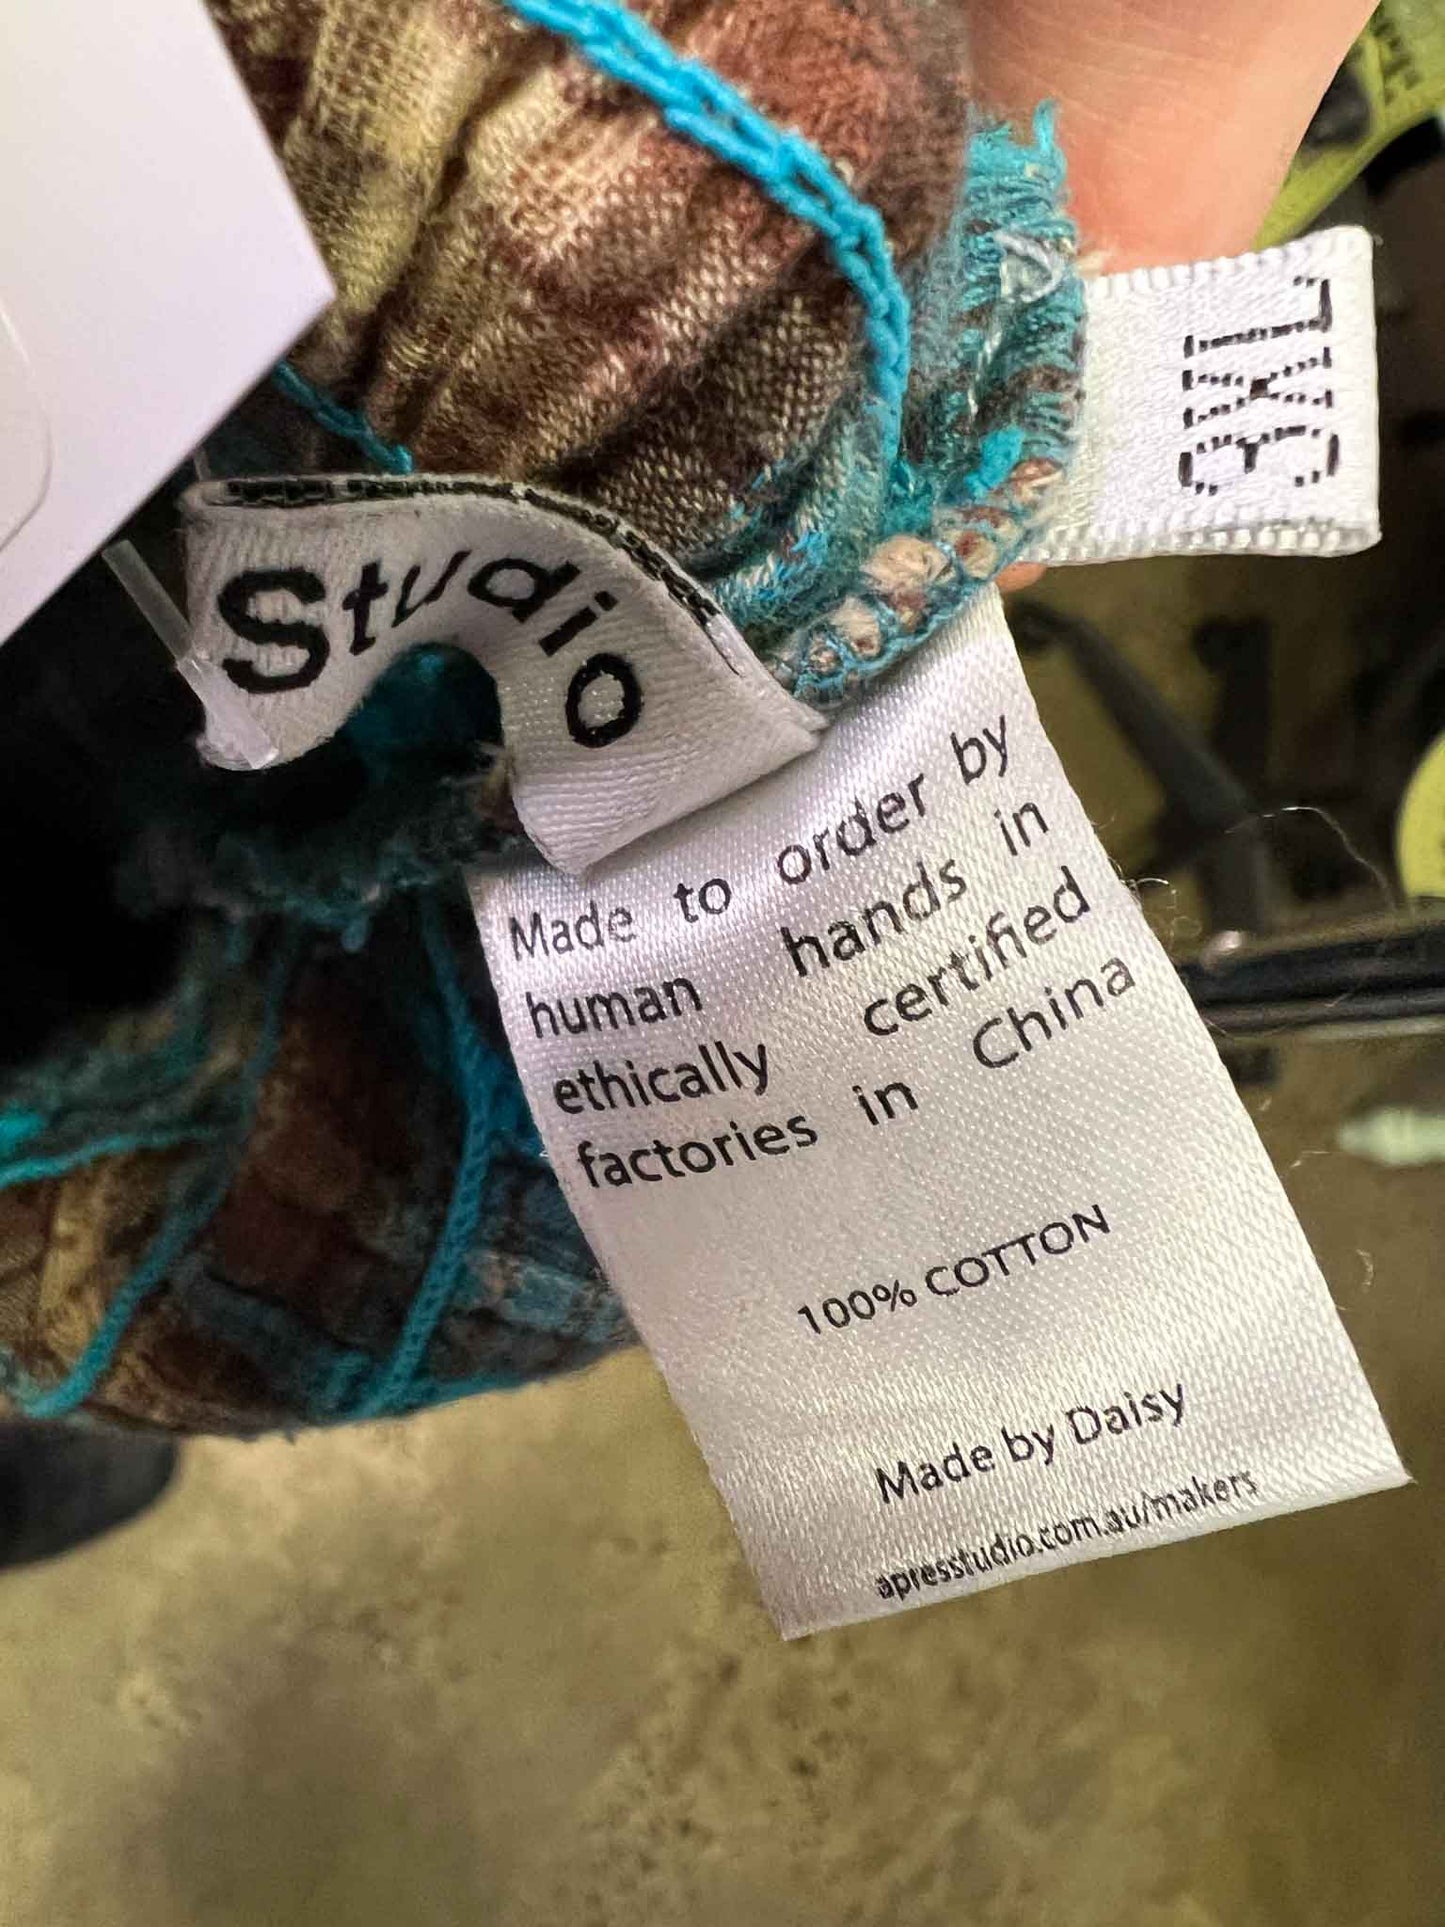 3XL
Studio
Made to order by
human hands in
ethically certified
factories in China
100% COTTON
Made by Daisy
apresstudio.com.au/makers